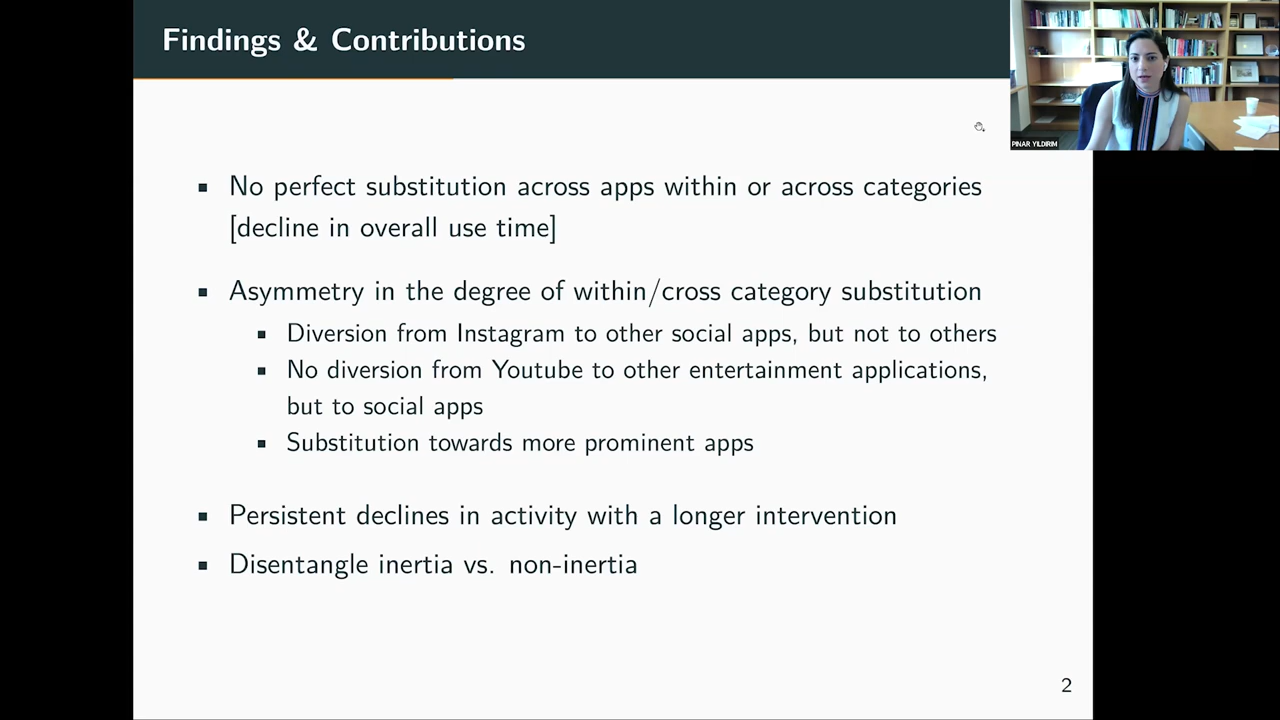 Findings & Contributions
PINAR YILDIRIM
▪ No perfect substitution across apps within or across categories
[decline in overall use time]
▪ Asymmetry in the degree of within/cross category substitution
▪ Diversion from Instagram to other social apps, but not to others
▪ No diversion from Youtube to other entertainment applications,
but to social apps
▪ Substitution towards more prominent apps
▪ Persistent declines in activity with a longer intervention
▪ Disentangle inertia vs. non-inertia
2